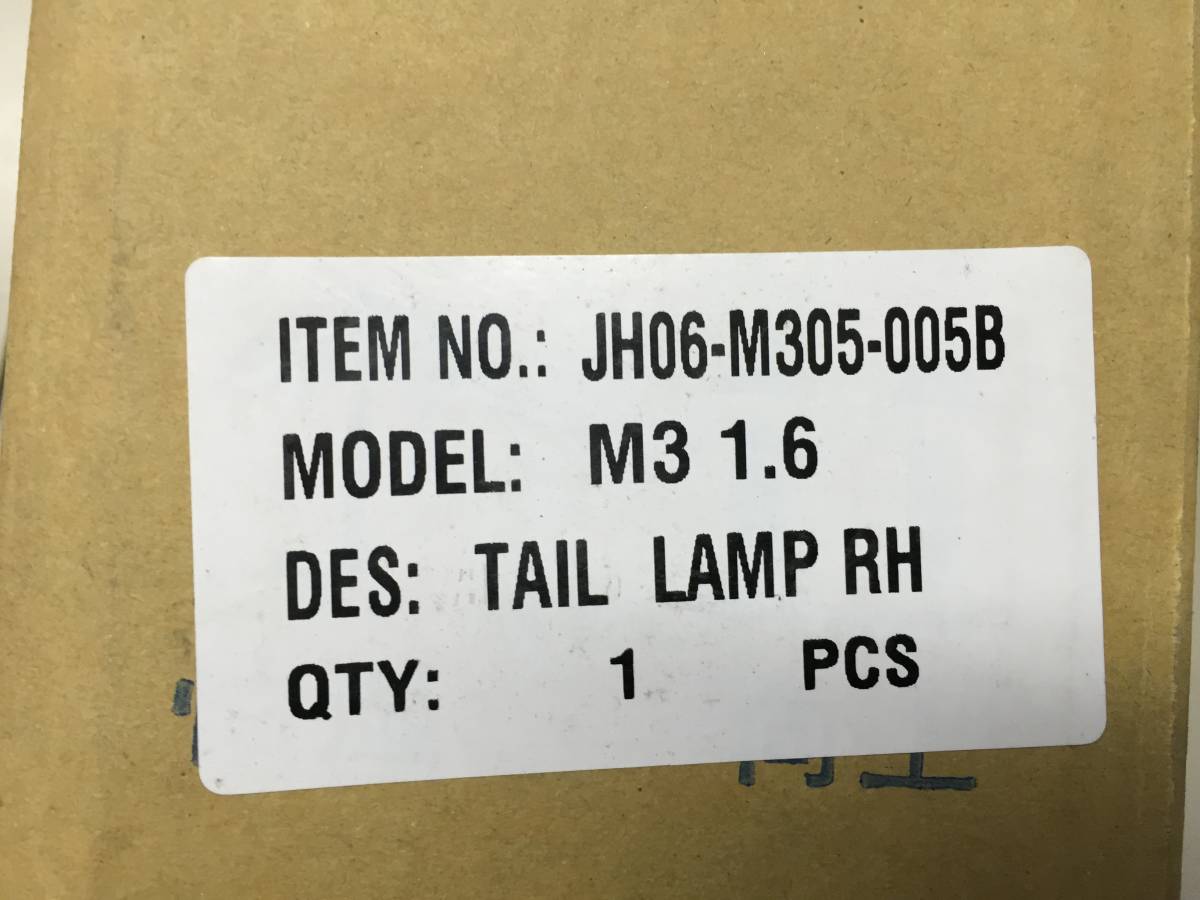 ITEM NO.: JH06-M305-005B
MODEL: M3 1.6
DES: TAIL LAMP RH
QTY: 1 PCS